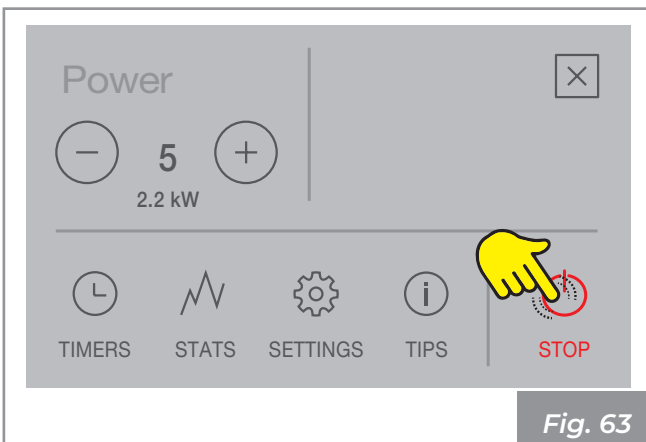 Power
5
2.2 kW
TIMERS STATS SETTINGS TIPS STOP
Fig. 63